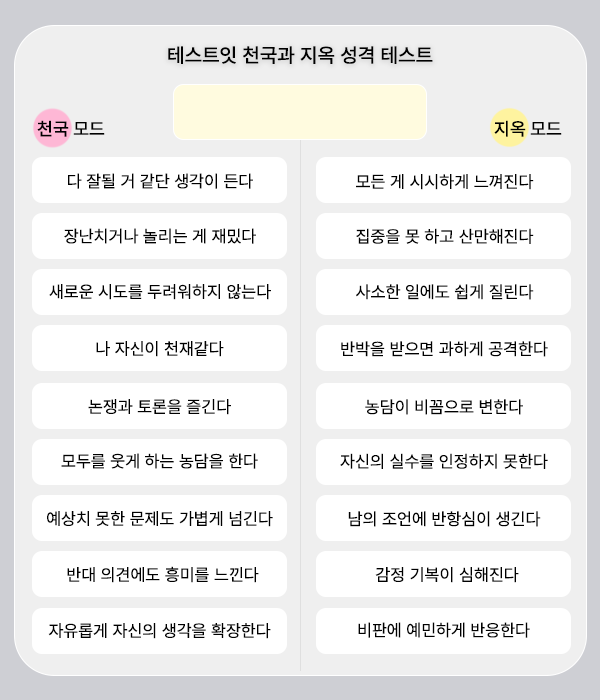 테스트잇 천국과 지옥 성격 테스트
천국 모드
지옥 모드
다 잘될 거 같단 생각이 든다
모든 게 시시하게 느껴진다
장난치거나 놀리는 게 재밌다
집중을 못 하고 산만해진다
새로운 시도를 두려워하지 않는다
사소한 일에도 쉽게 질린다
나 자신이 천재같다
반박을 받으면 과하게 공격한다
논쟁과 토론을 즐긴다
농담이 비꼼으로 변한다
모두를 웃게 하는 농담을 한다
자신의 실수를 인정하지 못한다
예상치 못한 문제도 가볍게 넘긴다
남의 조언에 반항심이 생긴다
반대 의견에도 흥미를 느낀다
감정 기복이 심해진다
자유롭게 자신의 생각을 확장한다
비판에 예민하게 반응한다